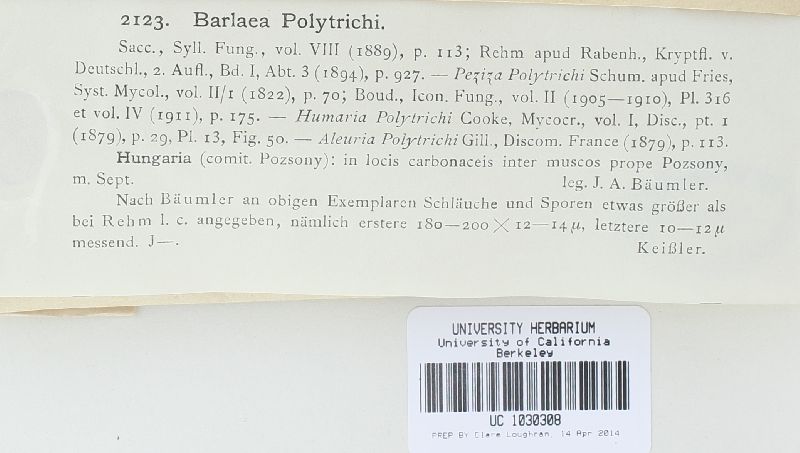 2123. Barlaea Polytrichi.
Sacc., Syll. Fung., vol. VIII (1889), p. 113; Rehm apud Rabenh., Kryptfl. v.
Deutschl., 2. Aufl., Bd. I, Abt. 3 (1894), p. 927. — Peziza Polytrichi Schum. apud Fries,
Syst. Mycol., vol. II/1 (1822), p. 70; Boud., Icon. Fung., vol. II (1905—1910), Pl. 316
et vol. IV (1911), p. 175. — Humaria Polytrichi Cooke, Mycocr., vol. I, Disc., pt. 1
(1879), p. 29, Pl. 13, Fig. 50. — Aleuria Polytrichi Gill., Discom. France (1879), p. 113.
Hungaria (comit. Pozsony): in locis carbonaceis inter muscos prope Pozsony,
m. Sept. leg. J. A. Bäumler.
Nach Bäumler an obigen Exemplaren Schläuche und Sporen etwas größer als
bei Rehm l. c. angegeben, nämlich erstere 180—200 × 12—14 μ, letztere 10—12 μ
messend. J—. Keißler.
UNIVERSITY HERBARIUM
University of California
Berkeley
UC 1030308
PREP BY Clare Loughran, 14 Apr 2014